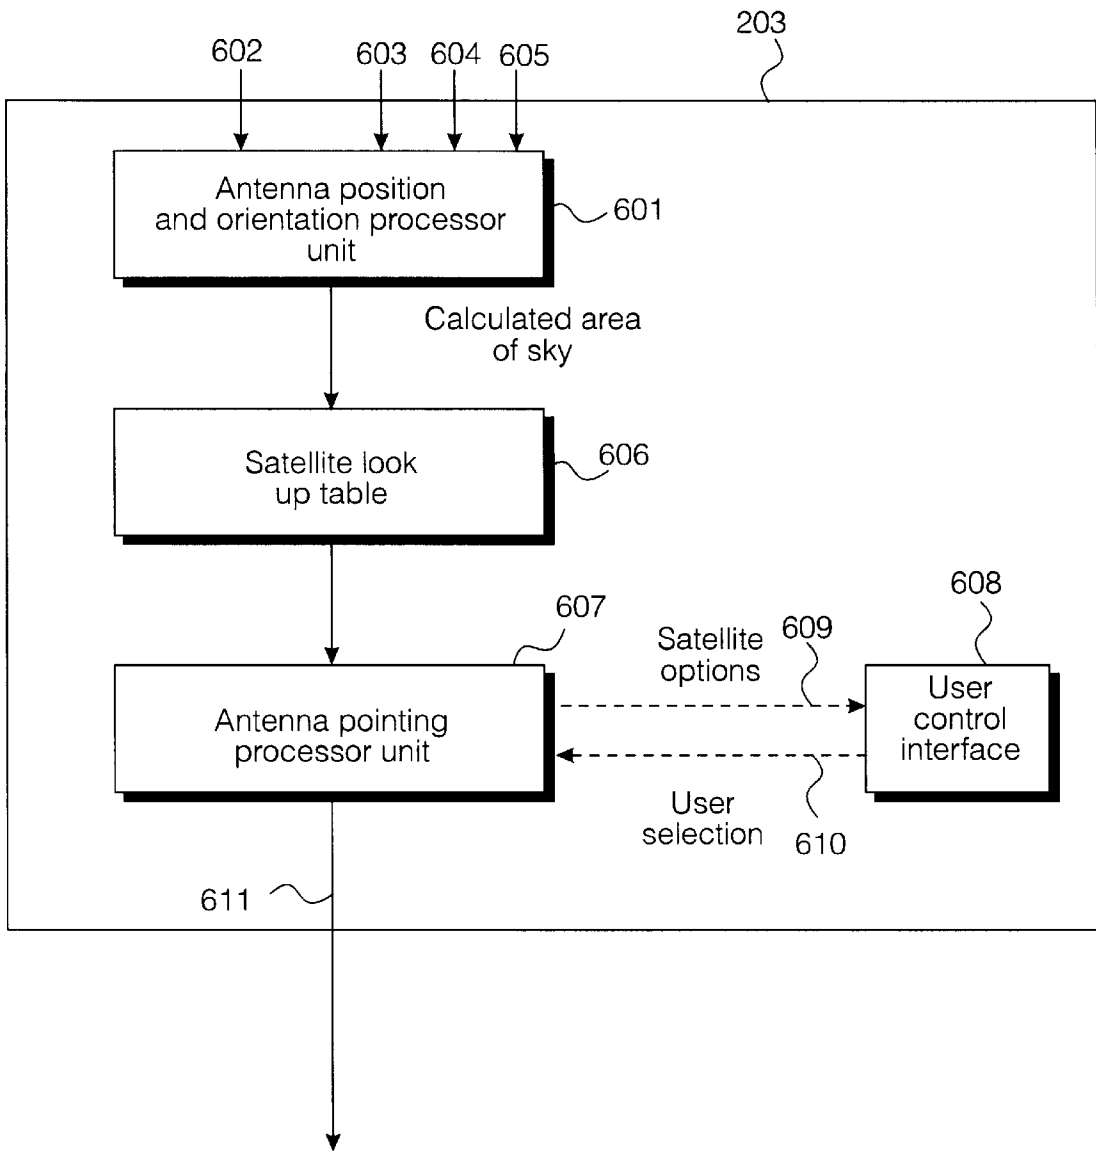 203
602
603
604
605
Antenna position
and orientation processor
unit
601
Calculated area
of sky
Satellite look
up table
606
607
608
609
Satellite
options
User
control
interface
Antenna pointing
processor unit
User
selection
610
611